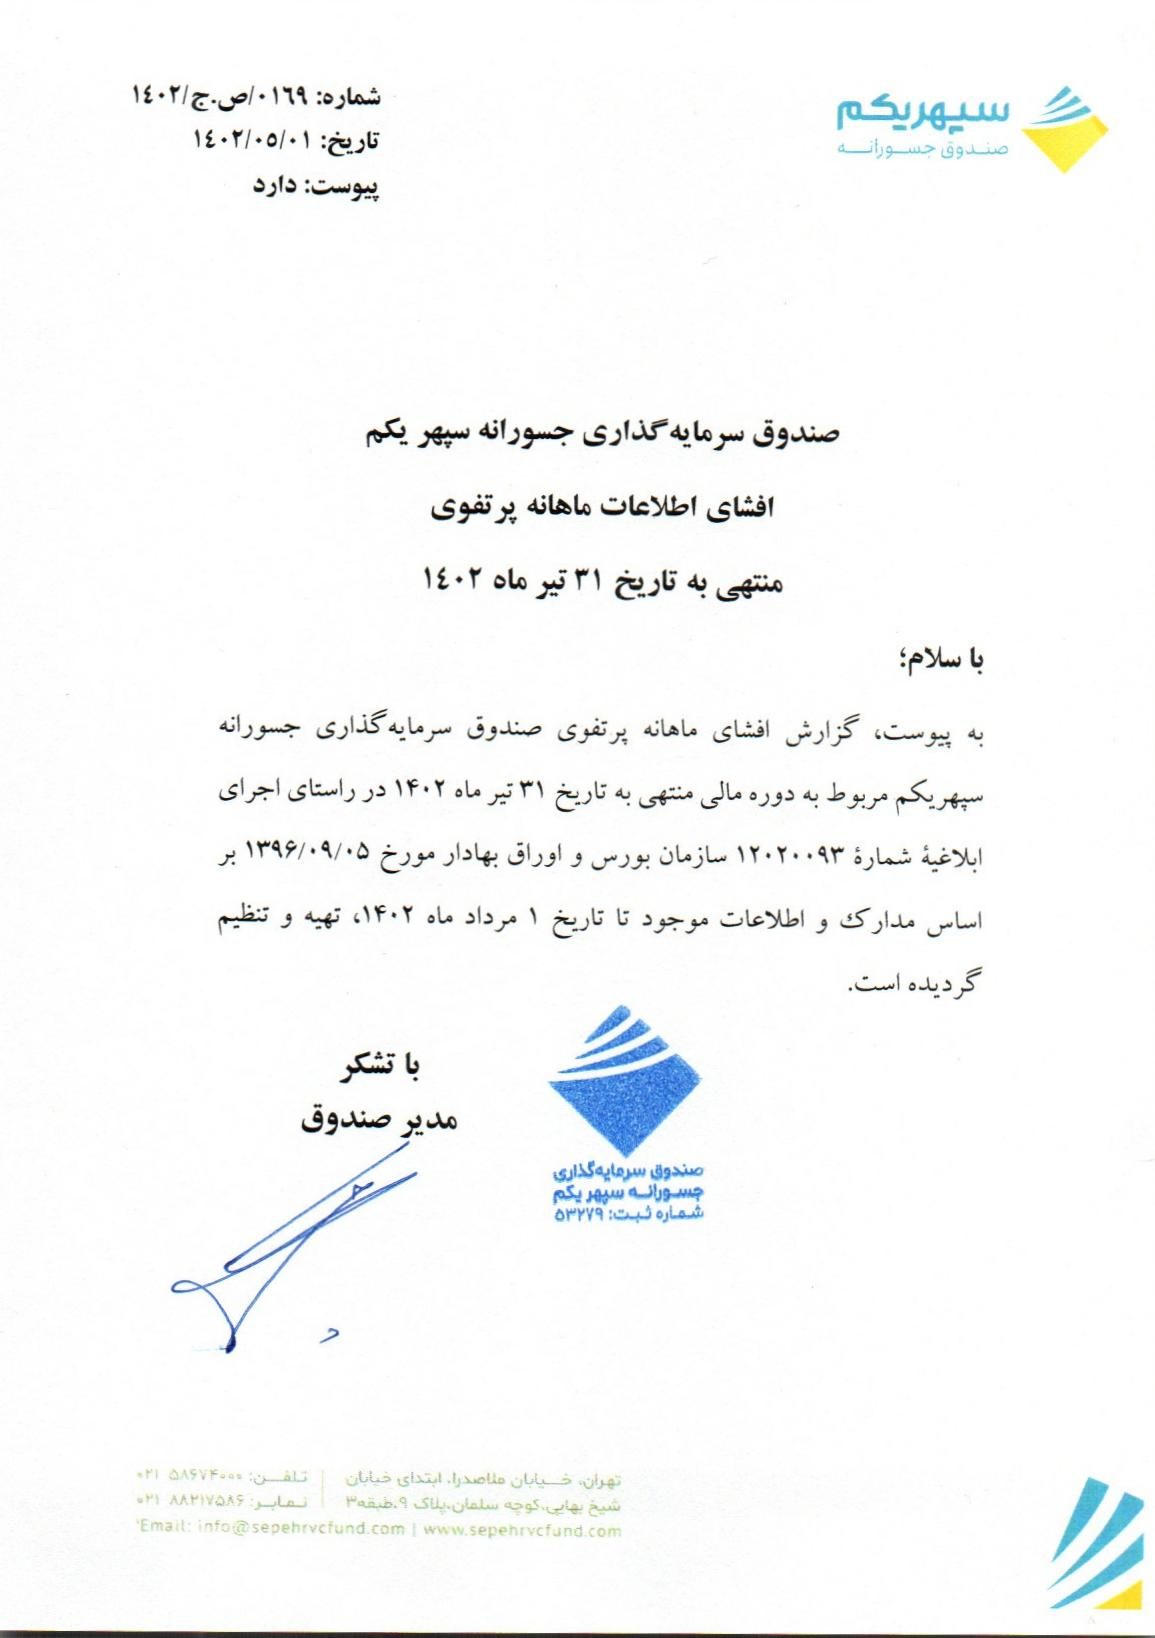 سپهریکم
صندوق جسورانه
شماره: ۰۱۶۹/ص.ج/۱۴۰۲
تاریخ: ۱۴۰۲/۰۵/۰۱
پیوست: دارد
صندوق سرمایه‌گذاری جسورانه سپهر یکم
افشای اطلاعات ماهانه پرتفوی
منتهی به تاریخ ۳۱ تیر ماه ۱۴۰۲
با سلام؛
به پیوست، گزارش افشای ماهانه پرتفوی صندوق سرمایه‌گذاری جسورانه
سپهریکم مربوط به دوره مالی منتهی به تاریخ ۳۱ تیر ماه ۱۴۰۲ در راستای اجرای
ابلاغیهٔ شمارهٔ ۱۲۰۲۰۰۹۳ سازمان بورس و اوراق بهادار مورخ ۱۳۹۶/۰۹/۰۵ بر
اساس مدارک و اطلاعات موجود تا تاریخ ۱ مرداد ماه ۱۴۰۲، تهیه و تنظیم
گردیده است.
با تشکر
مدیر صندوق
صندوق سرمایه‌گذاری
جسورانه سپهر یکم
شماره ثبت: ۵۳۲۷۹
تهران، خیابان ملاصدرا، ابتدای خیابان
شیخ بهایی،کوچه سلمان،پلاک ۹،طبقه۳
تلفن: ۵۸۶۷۴۰۰۰ ۰۲۱
نمابر: ۸۸۲۱۷۵۸۶ ۰۲۱
Email: info@sepehrvcfund.com | www.sepehrvcfund.com